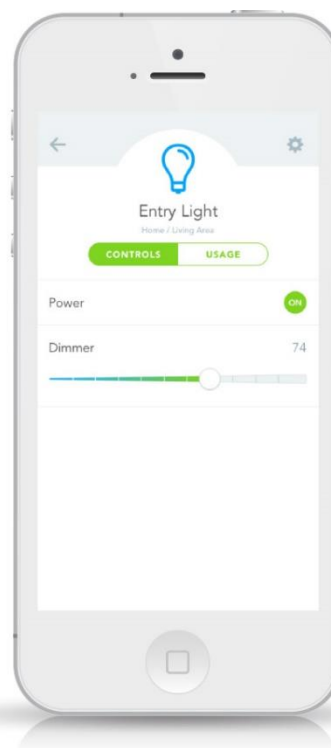 Entry Light
Home / Living Area
CONTROLS USAGE
Power ON
Dimmer 74